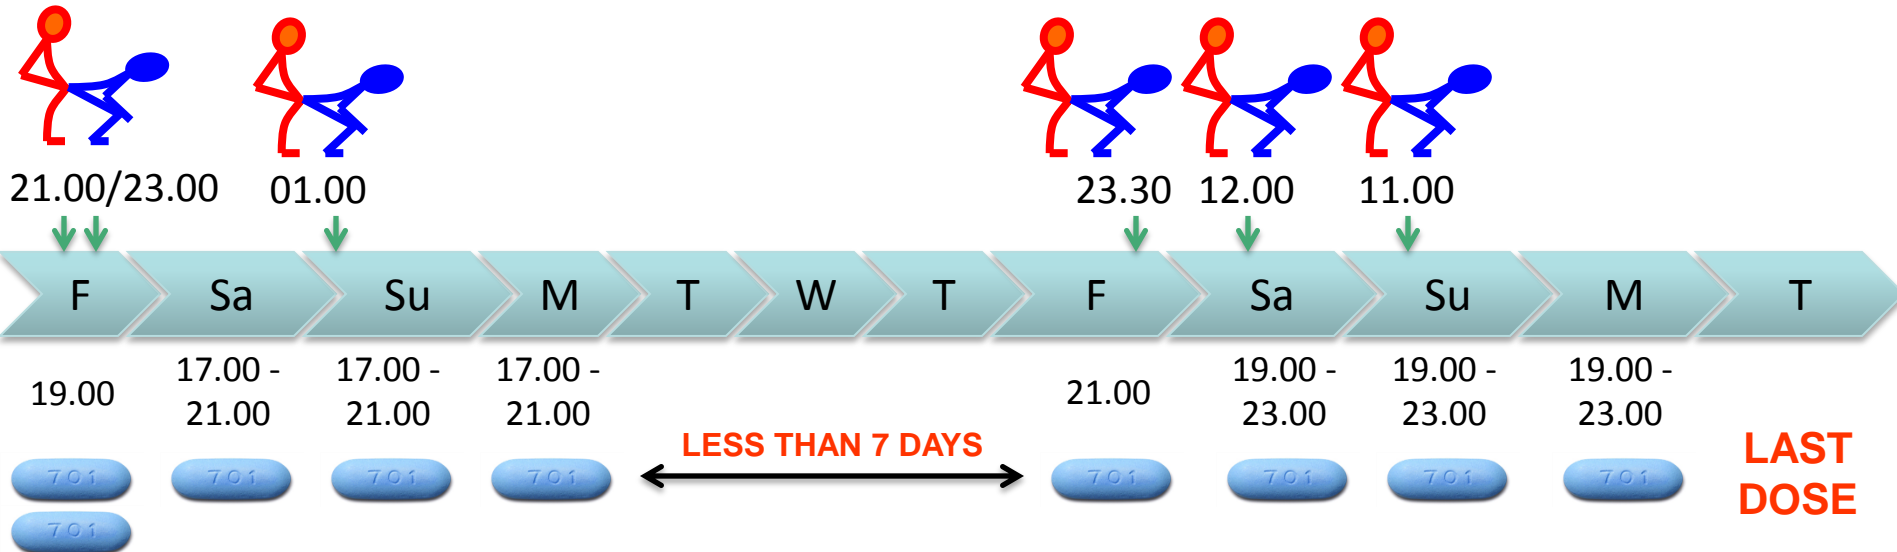 21.00/23.00 01.00 23.30 12.00 11.00
F Sa Su M T W T F Sa Su M T
19.00 17.00 - 17.00 - 17.00 - 21.00 19.00 - 19.00 - 19.00 -
21.00 21.00 21.00 23.00 23.00 23.00
LESS THAN 7 DAYS
LAST
DOSE
701 701 701 701 701 701 701 701
701